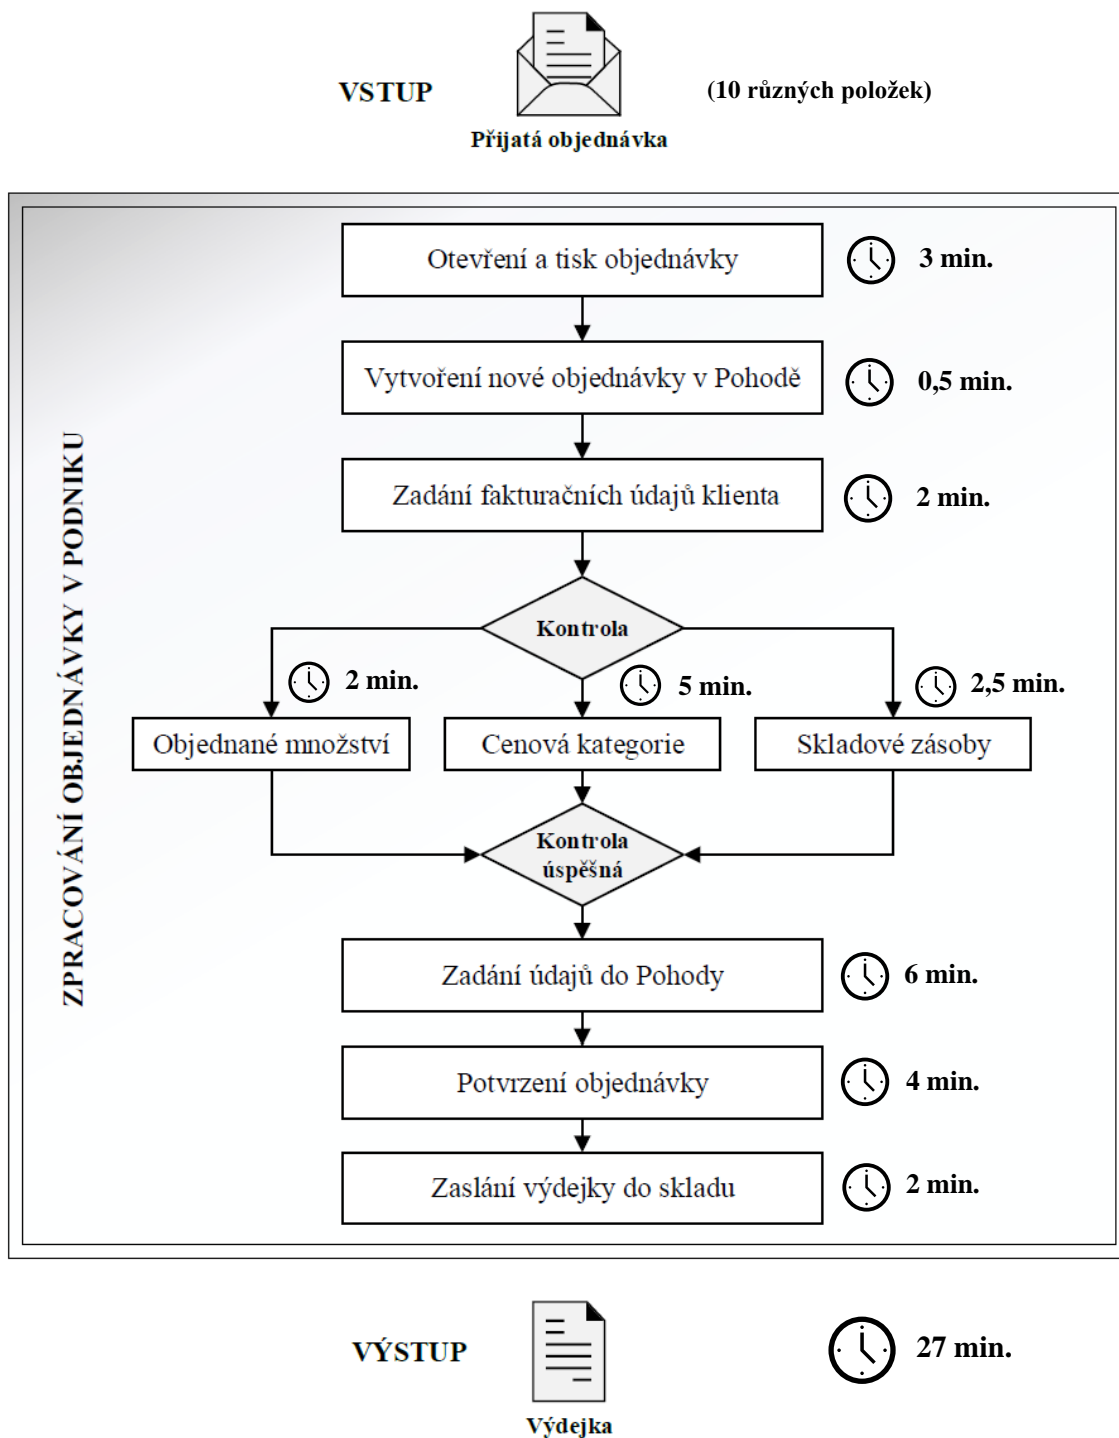 VSTUP
(10 různých položek)
Přijatá objednávka
ZPRACOVÁNÍ OBJEDNÁVKY V PODNIKU
Otevření a tisk objednávky
3 min.
Vytvoření nové objednávky v Pohodě
0,5 min.
Zadání fakturačních údajů klienta
2 min.
Kontrola
2 min.
5 min.
2,5 min.
Objednané množství
Cenová kategorie
Skladové zásoby
Kontrola
úspěšná
Zadání údajů do Pohody
6 min.
Potvrzení objednávky
4 min.
Zaslání výdejky do skladu
2 min.
VÝSTUP
27 min.
Výdejka